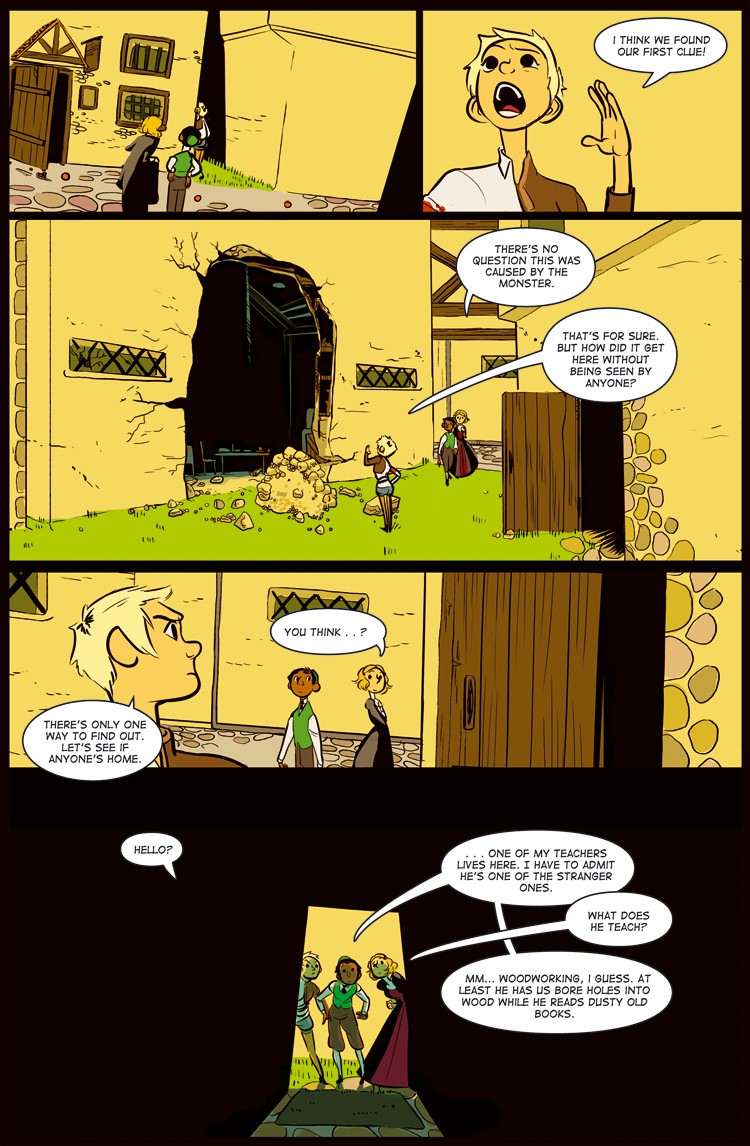 I THINK WE FOUND
OUR FIRST CLUE!
THERE'S NO
QUESTION THIS WAS
CAUSED BY THE
MONSTER.
THAT'S FOR SURE.
BUT HOW DID IT GET
HERE WITHOUT
BEING SEEN BY
ANYONE?
YOU THINK . . ?
THERE'S ONLY ONE
WAY TO FIND OUT.
LET'S SEE IF
ANYONE'S HOME.
HELLO?
. . . ONE OF MY TEACHERS
LIVES HERE. I HAVE TO ADMIT
HE'S ONE OF THE STRANGER
ONES.
WHAT DOES
HE TEACH?
MM... WOODWORKING, I GUESS. AT
LEAST HE HAS US BORE HOLES INTO
WOOD WHILE HE READS DUSTY OLD
BOOKS.